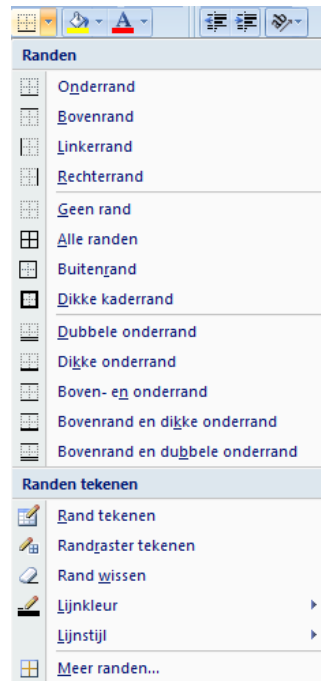 A
Randen
Onderrand
Bovenrand
Linkerrand
Rechterrand
Geen rand
Alle randen
Buitenrand
Dikke kaderrand
Dubbele onderrand
Dikke onderrand
Boven- en onderrand
Bovenrand en dikke onderrand
Bovenrand en dubbele onderrand
Randen tekenen
Rand tekenen
Randraster tekenen
Rand wissen
Lijnkleur
Lijnstijl
Meer randen...